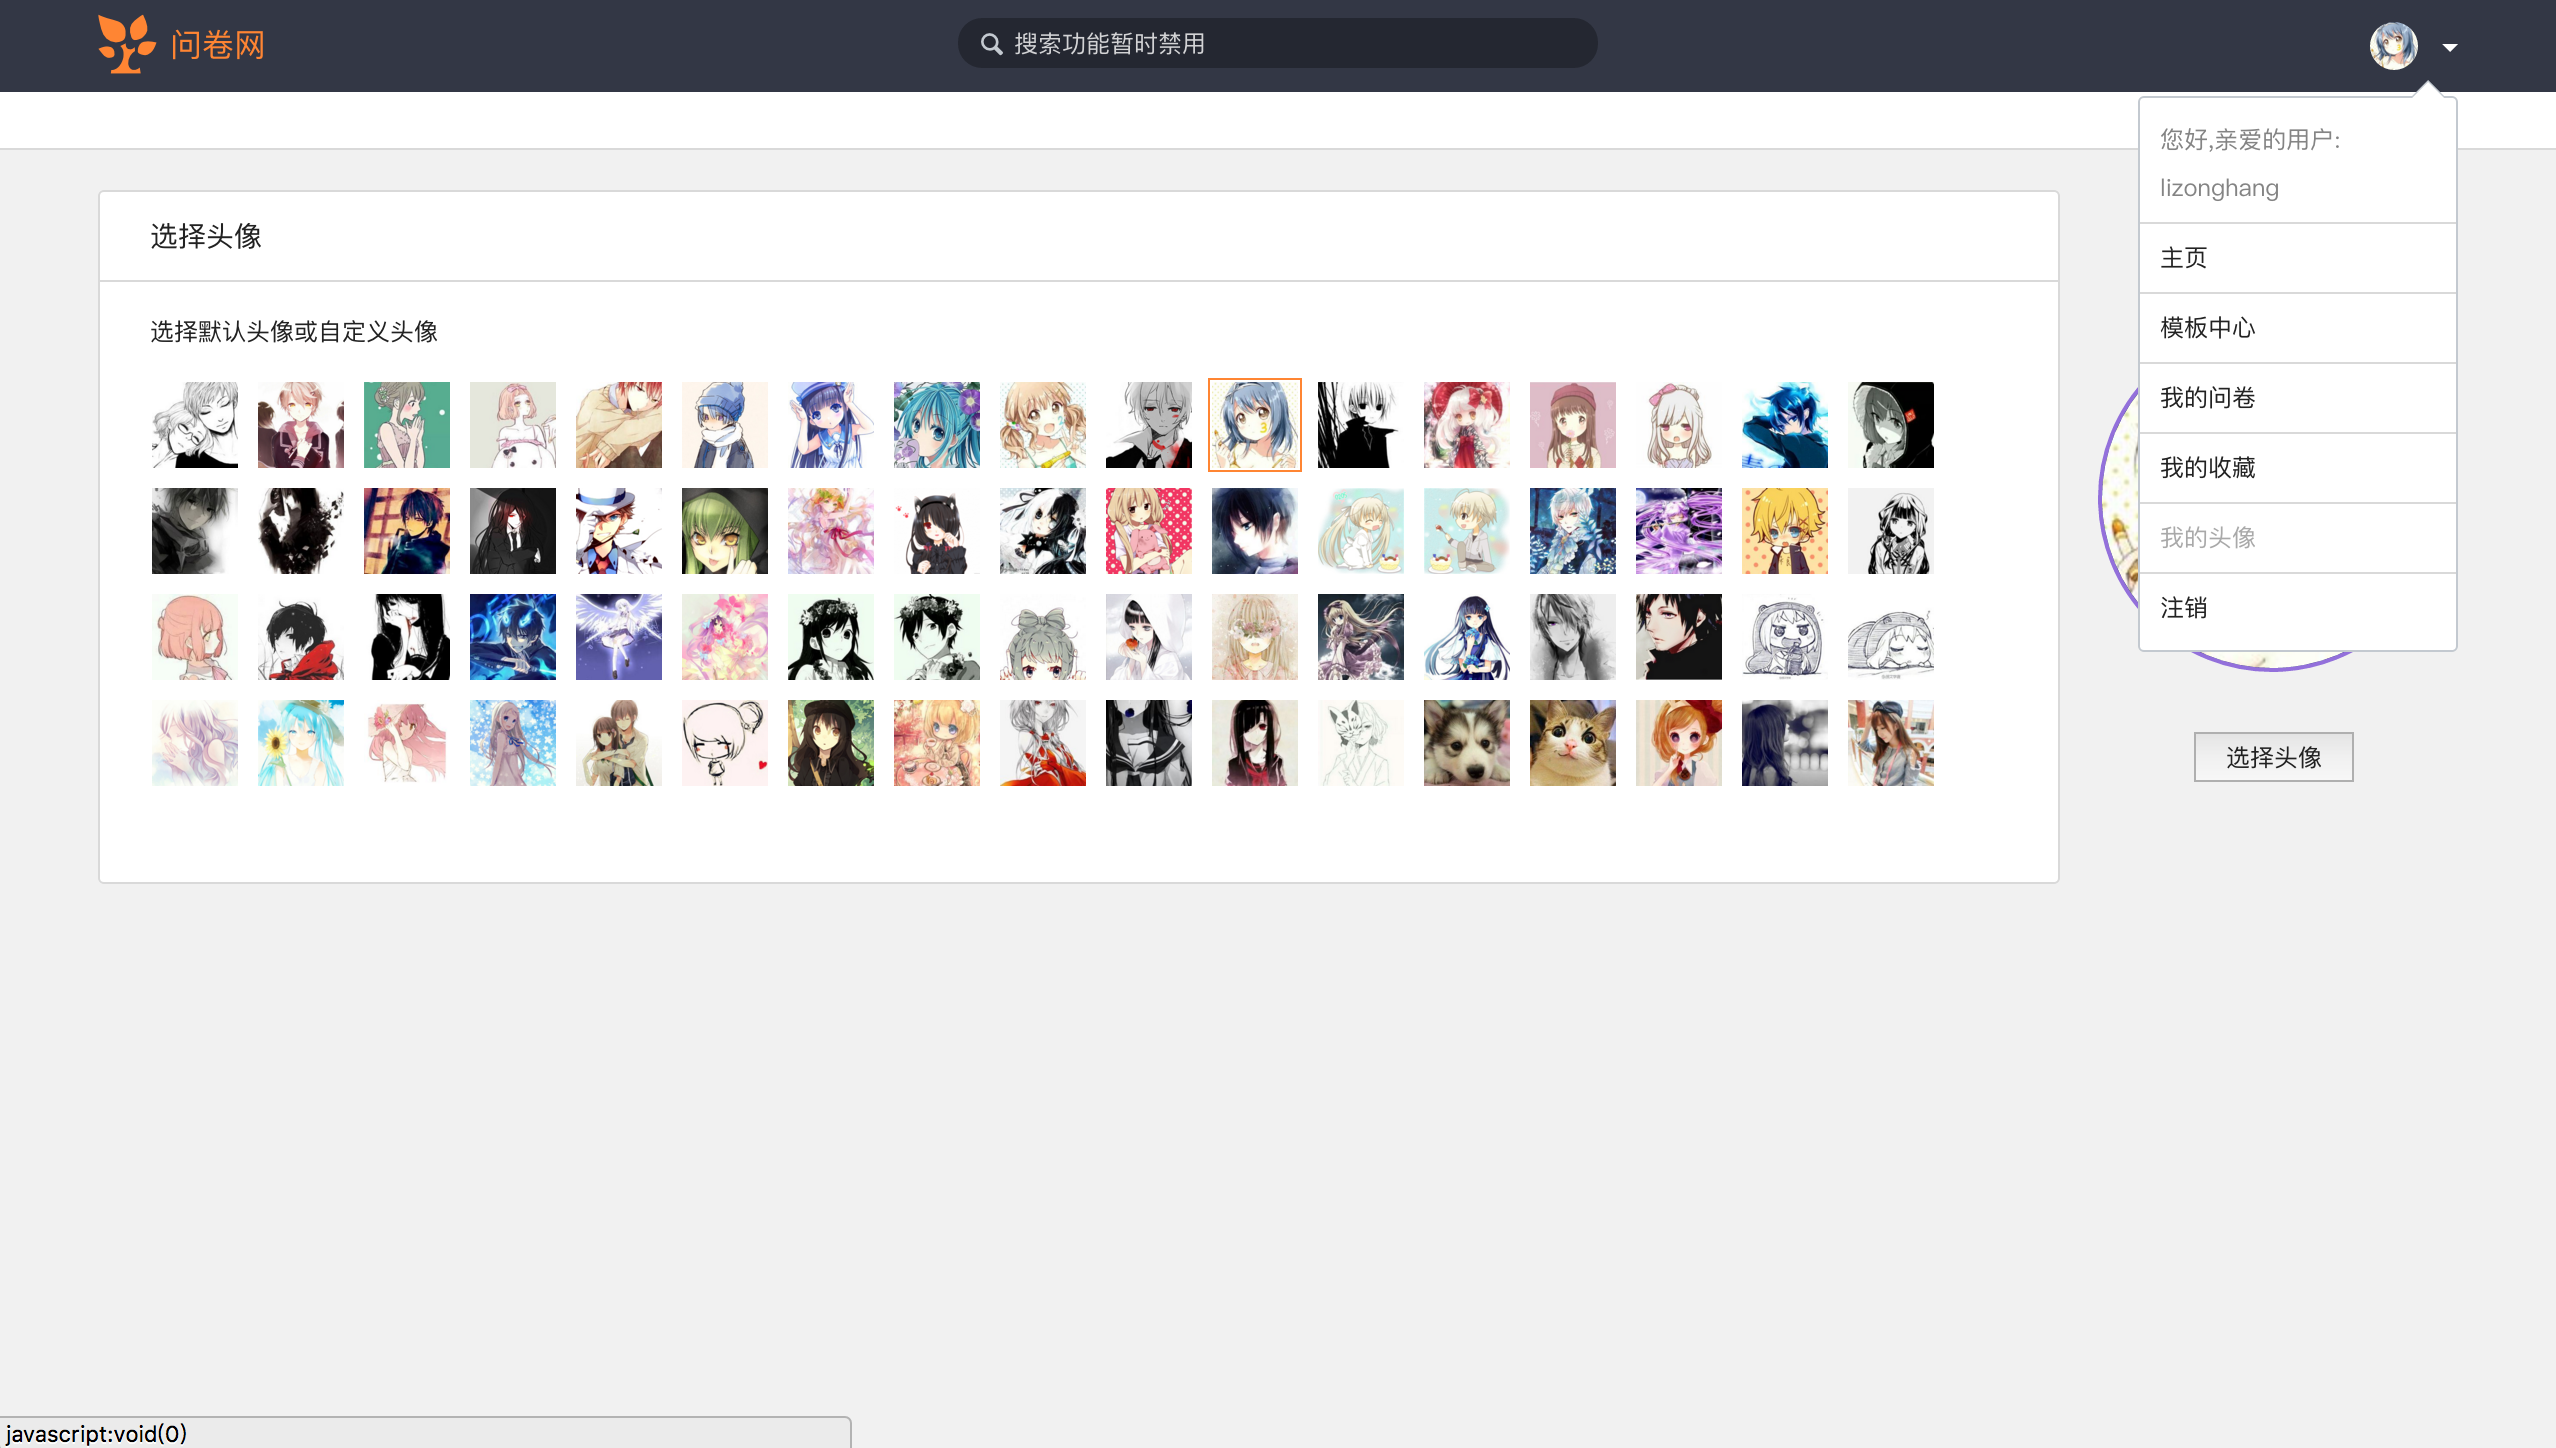 问卷网
搜索功能暂时禁用
您好,亲爱的用户:
lizonghang
主页
模板中心
我的问卷
我的收藏
我的头像
注销
选择头像
选择默认头像或自定义头像
选择头像
javascript:void(0)